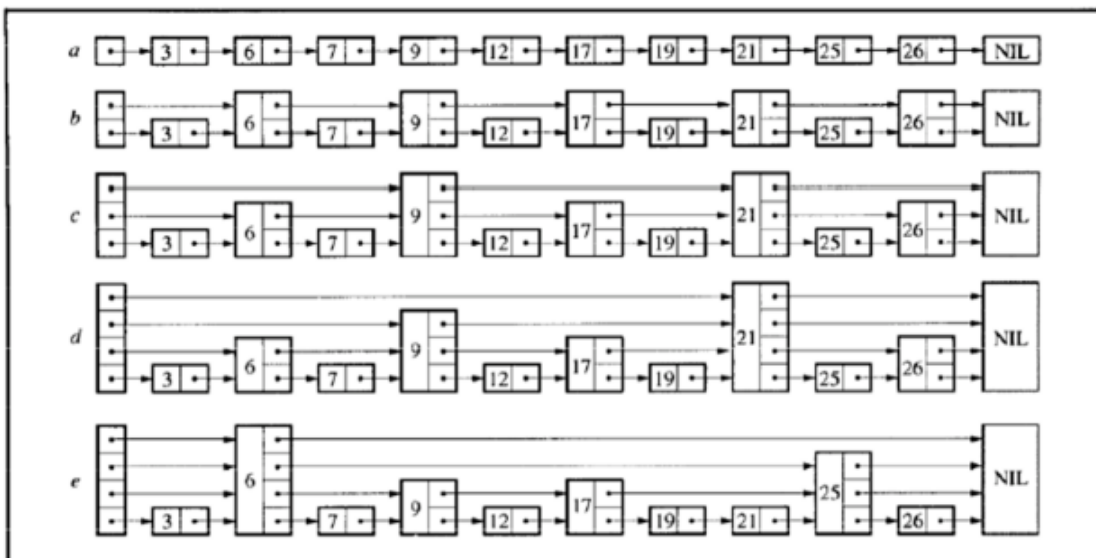 a 3 6 7 9 12 17 19 21 25 26 NIL
b 3 6 7 9 12 17 19 21 25 26 NIL
c 3 6 7 9 12 17 19 21 25 26 NIL
d 3 6 7 9 12 17 19 21 25 26 NIL
e 3 6 7 9 12 17 19 21 25 26 NIL